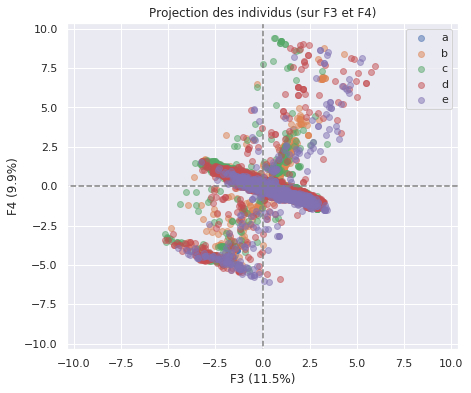 Projection des individus (sur F3 et F4)
10.0
7.5
5.0
2.5
0.0
−2.5
−5.0
−7.5
−10.0
F4 (9.9%)
a
b
c
d
e
−10.0 −7.5 −5.0 −2.5 0.0 2.5 5.0 7.5 10.0
F3 (11.5%)